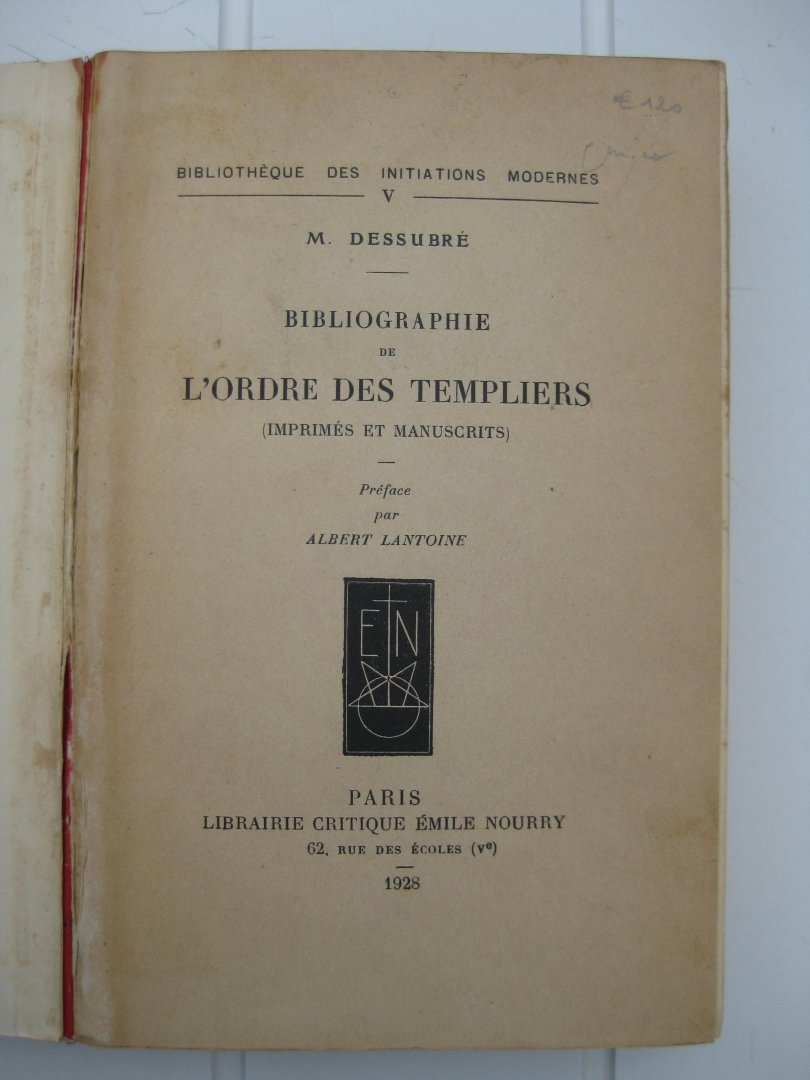 € 120
BIBLIOTHÈQUE DES INITIATIONS MODERNES
V
M. DESSUBRÉ
BIBLIOGRAPHIE
DE
L'ORDRE DES TEMPLIERS
(IMPRIMÉS ET MANUSCRITS)
Préface
par
ALBERT LANTOINE
E N
PARIS
LIBRAIRIE CRITIQUE ÉMILE NOURRY
62, RUE DES ÉCOLES (Ve)
1928